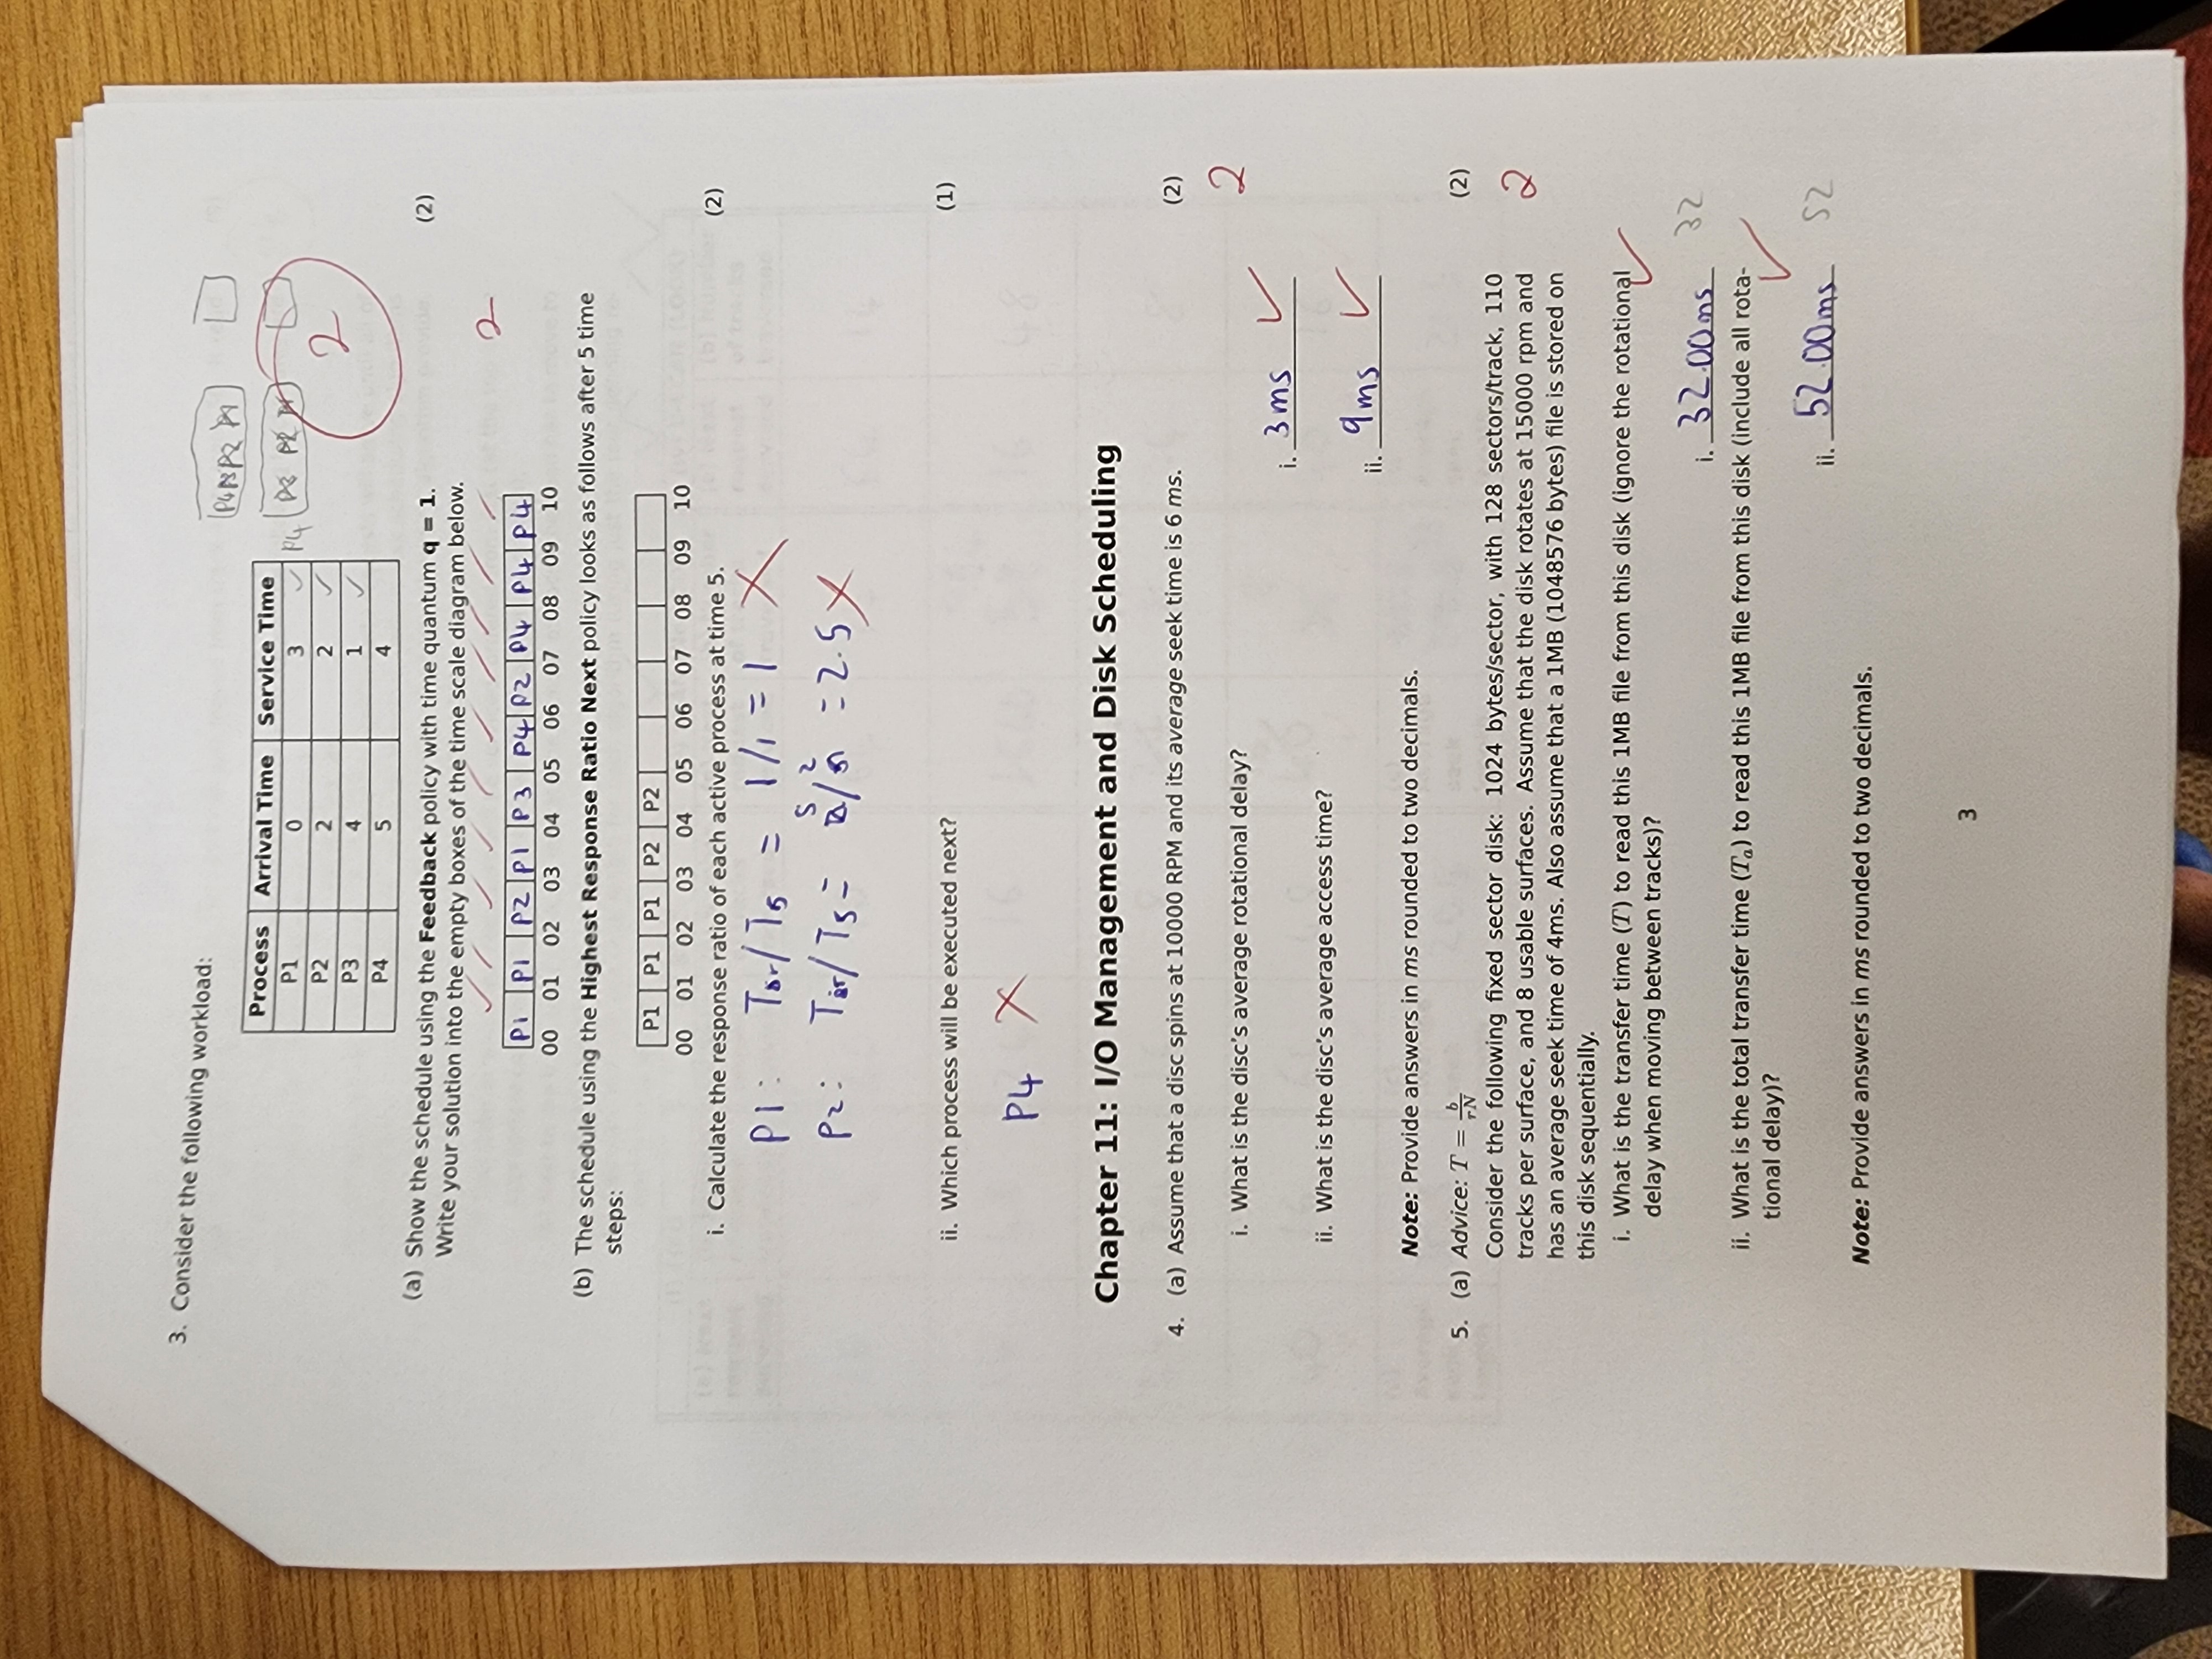 3. Consider the following workload:
P4 P3 P2 P1
Process Arrival Time Service Time
P1 0 3 ✓
P4 P3 P2 P1
P2 2 2 ✓
2
P3 4 1 ✓
P4 5 4
(a) Show the schedule using the Feedback policy with time quantum q = 1. (2)
Write your solution into the empty boxes of the time scale diagram below.
2
P1 P1 P2 P1 P3 P4 P2 P4 P4 P4
00 01 02 03 04 05 06 07 08 09 10
(b) The schedule using the Highest Response Ratio Next policy looks as follows after 5 time
steps:
P1 P1 P1 P2 P2
00 01 02 03 04 05 06 07 08 09 10
i. Calculate the response ratio of each active process at time 5. (2)
P1: / = 1/1 = 1 X
5 2
P2: / = / = 2.5 X
ii. Which process will be executed next? (1)
P4 X
Chapter 11: I/O Management and Disk Scheduling
4. (a) Assume that a disc spins at 10000 RPM and its average seek time is 6 ms. (2)
2
i. What is the disc's average rotational delay?
i. 3ms ✓
ii. What is the disc's average access time?
ii. 9ms ✓
Note: Provide answers in ms rounded to two decimals.
5. (a) Advice: T = b/rN (2)
Consider the following fixed sector disk: 1024 bytes/sector, with 128 sectors/track, 110
tracks per surface, and 8 usable surfaces. Assume that the disk rotates at 15000 rpm and 2
has an average seek time of 4ms. Also assume that a 1MB (1048576 bytes) file is stored on
this disk sequentially.
i. What is the transfer time (T) to read this 1MB file from this disk (ignore the rotational
delay when moving between tracks)? ✓
i. 32.00ms 32
ii. What is the total transfer time (Ta) to read this 1MB file from this disk (include all rota-
tional delay)? ✓
ii. 52.00ms 52
Note: Provide answers in ms rounded to two decimals.
3